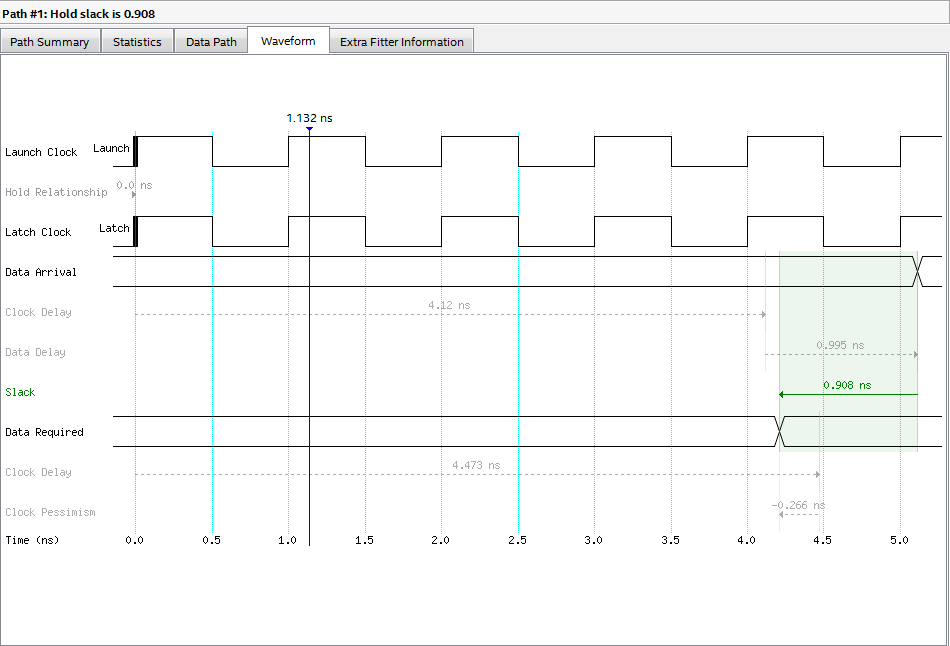 Path #1: Hold slack is 0.908
Path Summary Statistics Data Path Waveform Extra Fitter Information
1.132 ns
Launch Clock Launch
Hold Relationship 0.0 ns
Latch Clock Latch
Data Arrival
Clock Delay 4.12 ns
Data Delay 0.995 ns
Slack 0.908 ns
Data Required
Clock Delay 4.473 ns
Clock Pessimism -0.266 ns
Time (ns) 0.0 0.5 1.0 1.5 2.0 2.5 3.0 3.5 4.0 4.5 5.0